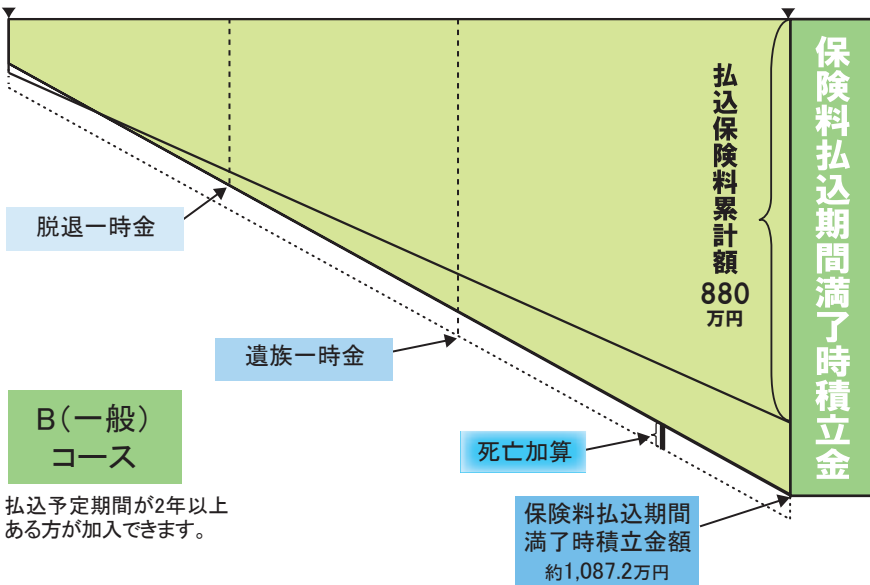 保険料払込期間満了時積立金
払込保険料累計額
880
万円
脱退一時金
遺族一時金
B(一般)
コース
死亡加算
払込予定期間が2年以上
ある方が加入できます。
保険料払込期間
満了時積立金額
約1,087.2万円